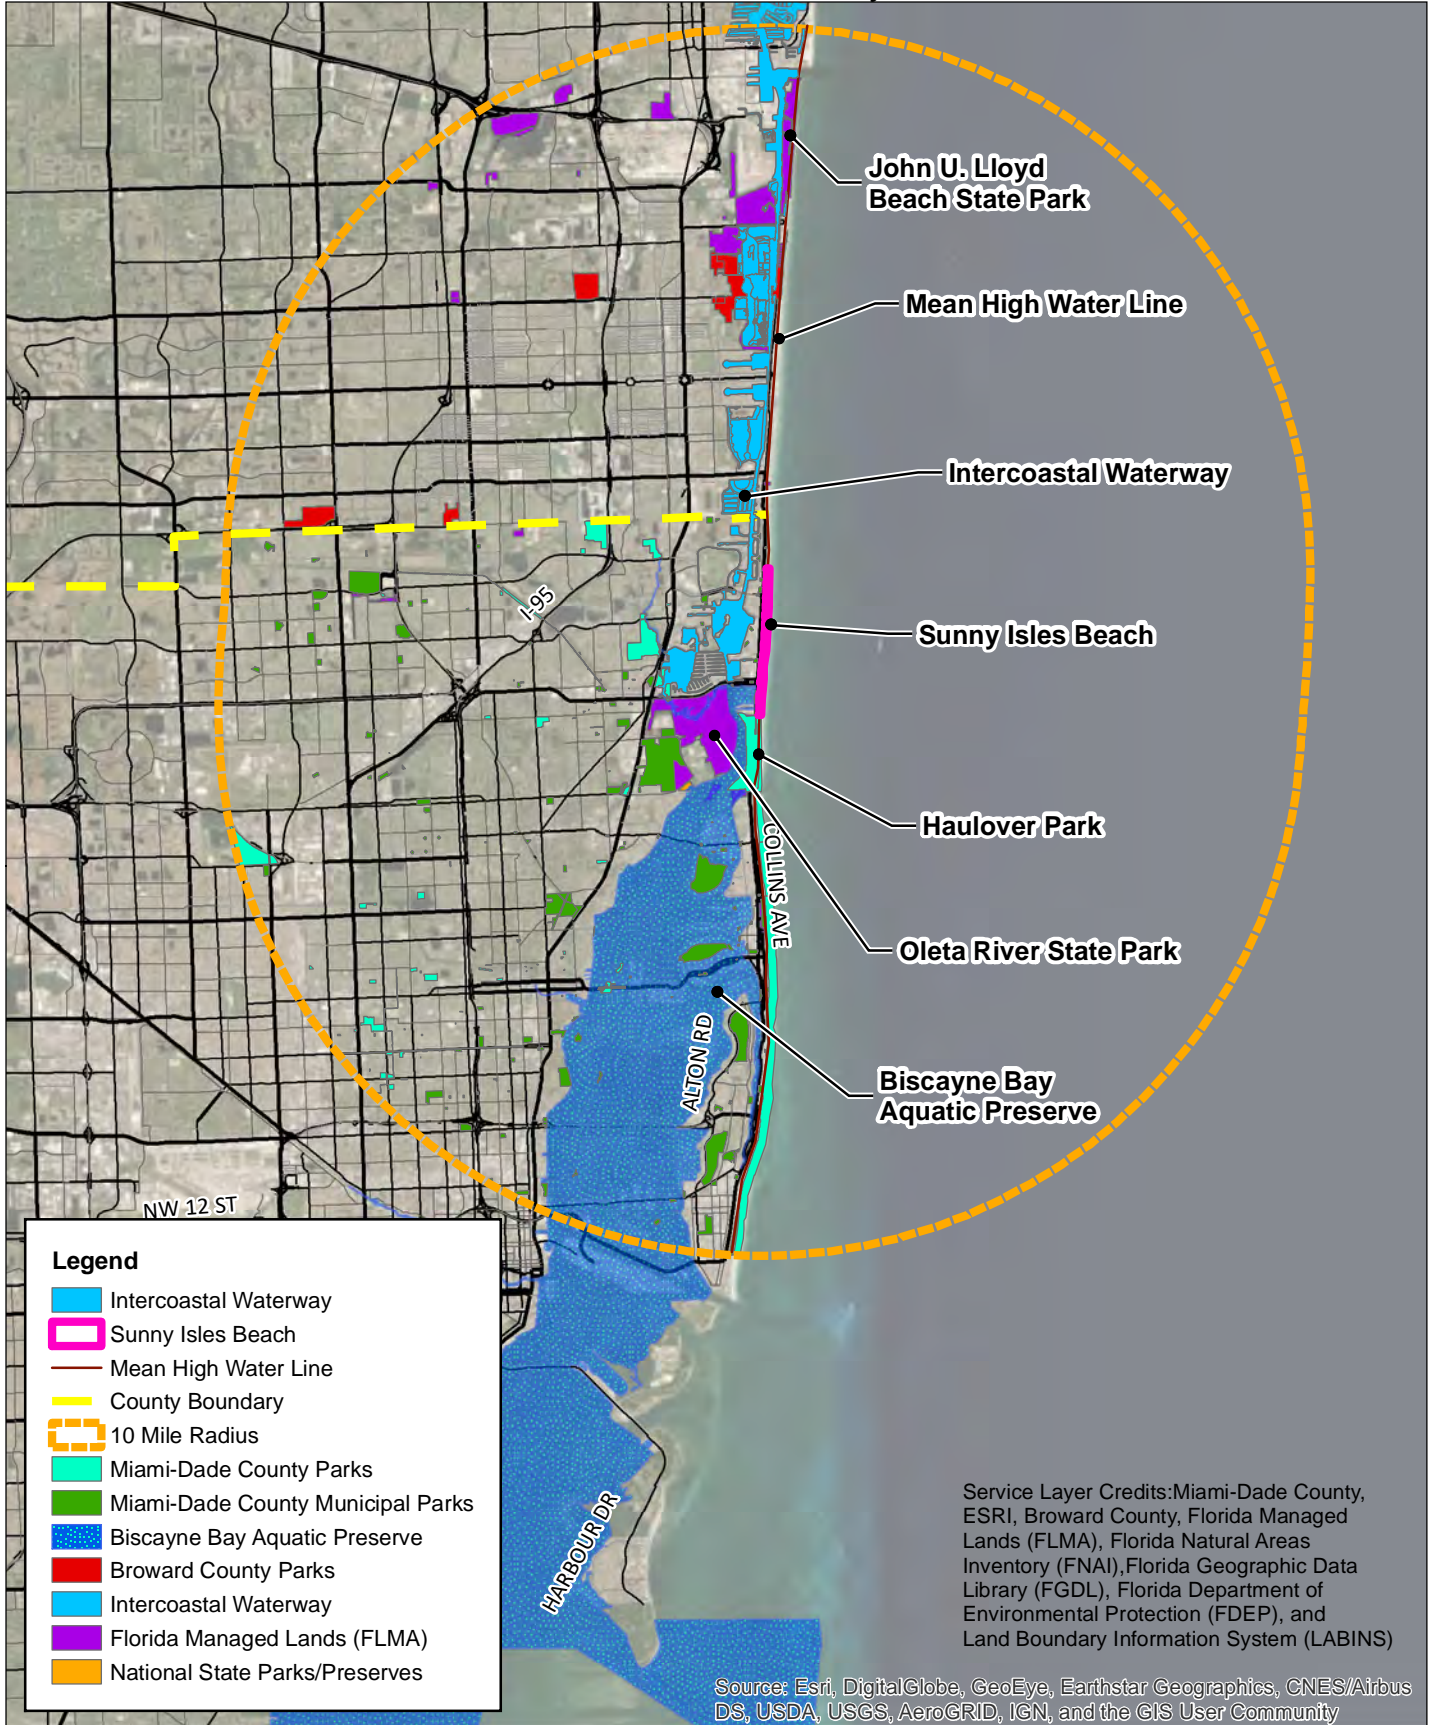 John U. Lloyd
Beach State Park
Mean High Water Line
Intercoastal Waterway
I-95
Sunny Isles Beach
Haulover Park
COLLINS AVE
Oleta River State Park
ALTON RD
Biscayne Bay
Aquatic Preserve
NW 12 ST
Legend
Intercoastal Waterway
Sunny Isles Beach
Mean High Water Line
County Boundary
10 Mile Radius
Miami-Dade County Parks
Miami-Dade County Municipal Parks
Biscayne Bay Aquatic Preserve
Broward County Parks
Intercoastal Waterway
Florida Managed Lands (FLMA)
National State Parks/Preserves
HARBOUR DR
Service Layer Credits:Miami-Dade County,
ESRI, Broward County, Florida Managed
Lands (FLMA), Florida Natural Areas
Inventory (FNAI),Florida Geographic Data
Library (FGDL), Florida Department of
Environmental Protection (FDEP), and
Land Boundary Information System (LABINS)
Source: Esri, DigitalGlobe, GeoEye, Earthstar Geographics, CNES/Airbus
DS, USDA, USGS, AeroGRID, IGN, and the GIS User Community